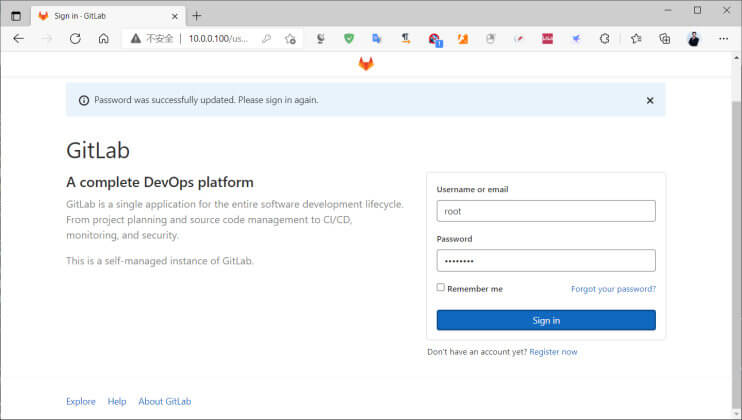 Sign in · GitLab
不安全 | 10.0.0.100/us...
1
Password was successfully updated. Please sign in again.
GitLab
A complete DevOps platform
GitLab is a single application for the entire software development lifecycle.
From project planning and source code management to CI/CD,
monitoring, and security.
This is a self-managed instance of GitLab.
Username or email
root
Password
••••••••
Remember me
Forgot your password?
Sign in
Don't have an account yet? Register now
Explore Help About GitLab